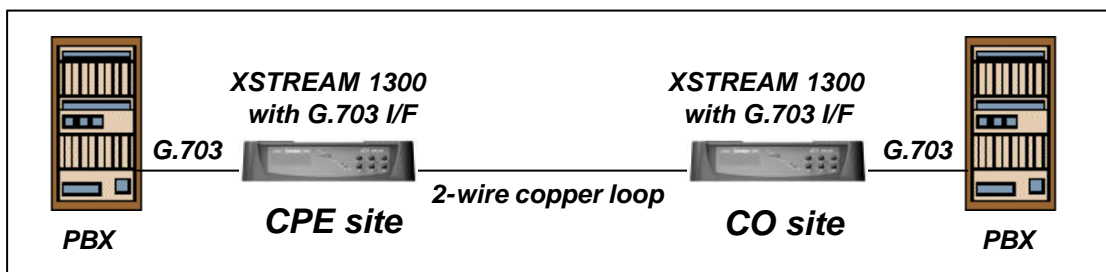 XSTREAM 1300
with G.703 I/F
XSTREAM 1300
with G.703 I/F
G.703
G.703
2-wire copper loop
CPE site
CO site
PBX
PBX